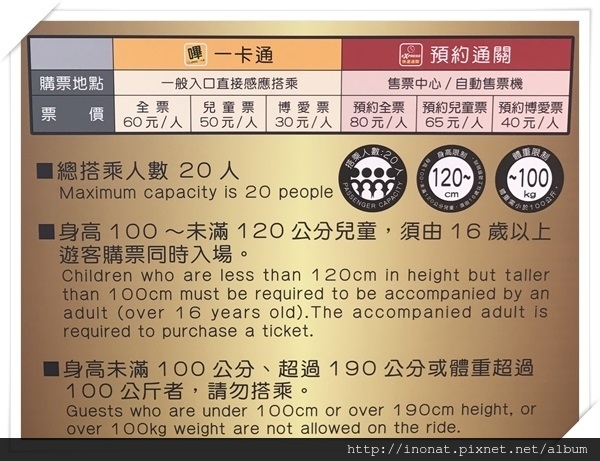 嗶 一卡通 EXPRESS 快速通關 預約通關
購票地點 一般入口直接感應搭乘 售票中心/自動售票機
票價 全票 兒童票 博愛票 預約全票 預約兒童票 預約博愛票
60元/人 50元/人 30元/人 80元/人 65元/人 40元/人
■總搭乘人數 20 人
Maximum capacity is 20 people
搭乘人數:20人
PASSENGER CAPACITY
身高限制
120~
cm
體重限制
~100
kg
■身高 100 ~未滿 120 公分兒童，須由 16 歲以上
遊客購票同時入場。
Children who are less than 120cm in height but taller
than 100cm must be required to be accompanied by an
adult (over 16 years old).The accompanied adult is
required to purchase a ticket.
■身高未滿 100 公分、超過 190 公分或體重超過
100 公斤者，請勿搭乘。
Guests who are under 100cm or over 190cm height, or
over 100kg weight are not allowed on the ride.
http://inonat.pixnet.net/album